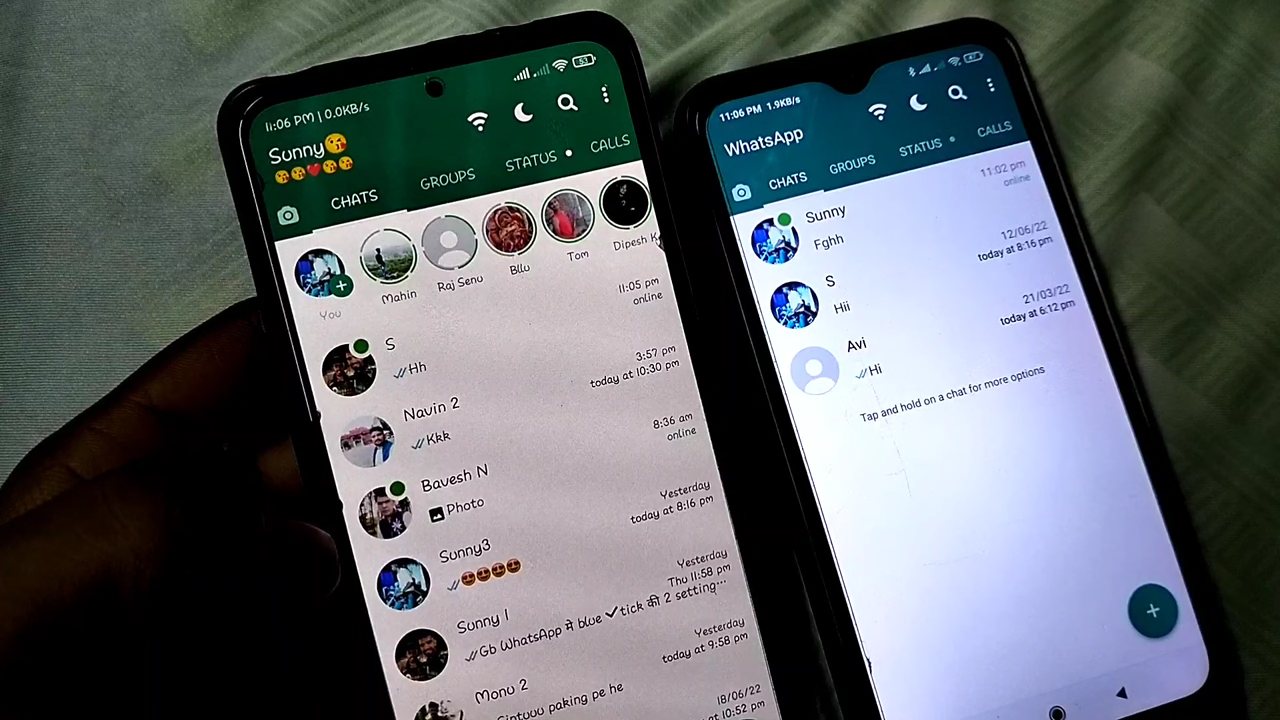 11:06 PM | 0.0KB/s
53
Sunny😘
😘😘❤️😘😘
CHATS
GROUPS
STATUS
CALLS
You
Mahin
Raj Senu
Bllu
Tom
Dipesh K
S
11:05 pm
Hh
online
Navin 2
3:57 pm
Kkk
today at 10:30 pm
Bavesh N
8:36 am
Photo
online
Sunny3
Yesterday
today at 8:16 pm
Sunny 1
Yesterday
Gb WhatsApp मे blue ✔tick की 2 setting...
Thu 11:58 pm
Monu 2
Yesterday
paking pe he
today at 9:58 pm
18/06/22
at 10:52 pm
11:06 PM 1.9KB/s
WhatsApp
CHATS
GROUPS
STATUS
CALLS
Sunny
11:02 pm
Fghh
online
S
12/06/22
Hii
today at 8:16 pm
Avi
21/03/22
Hi
today at 6:12 pm
Tap and hold on a chat for more options